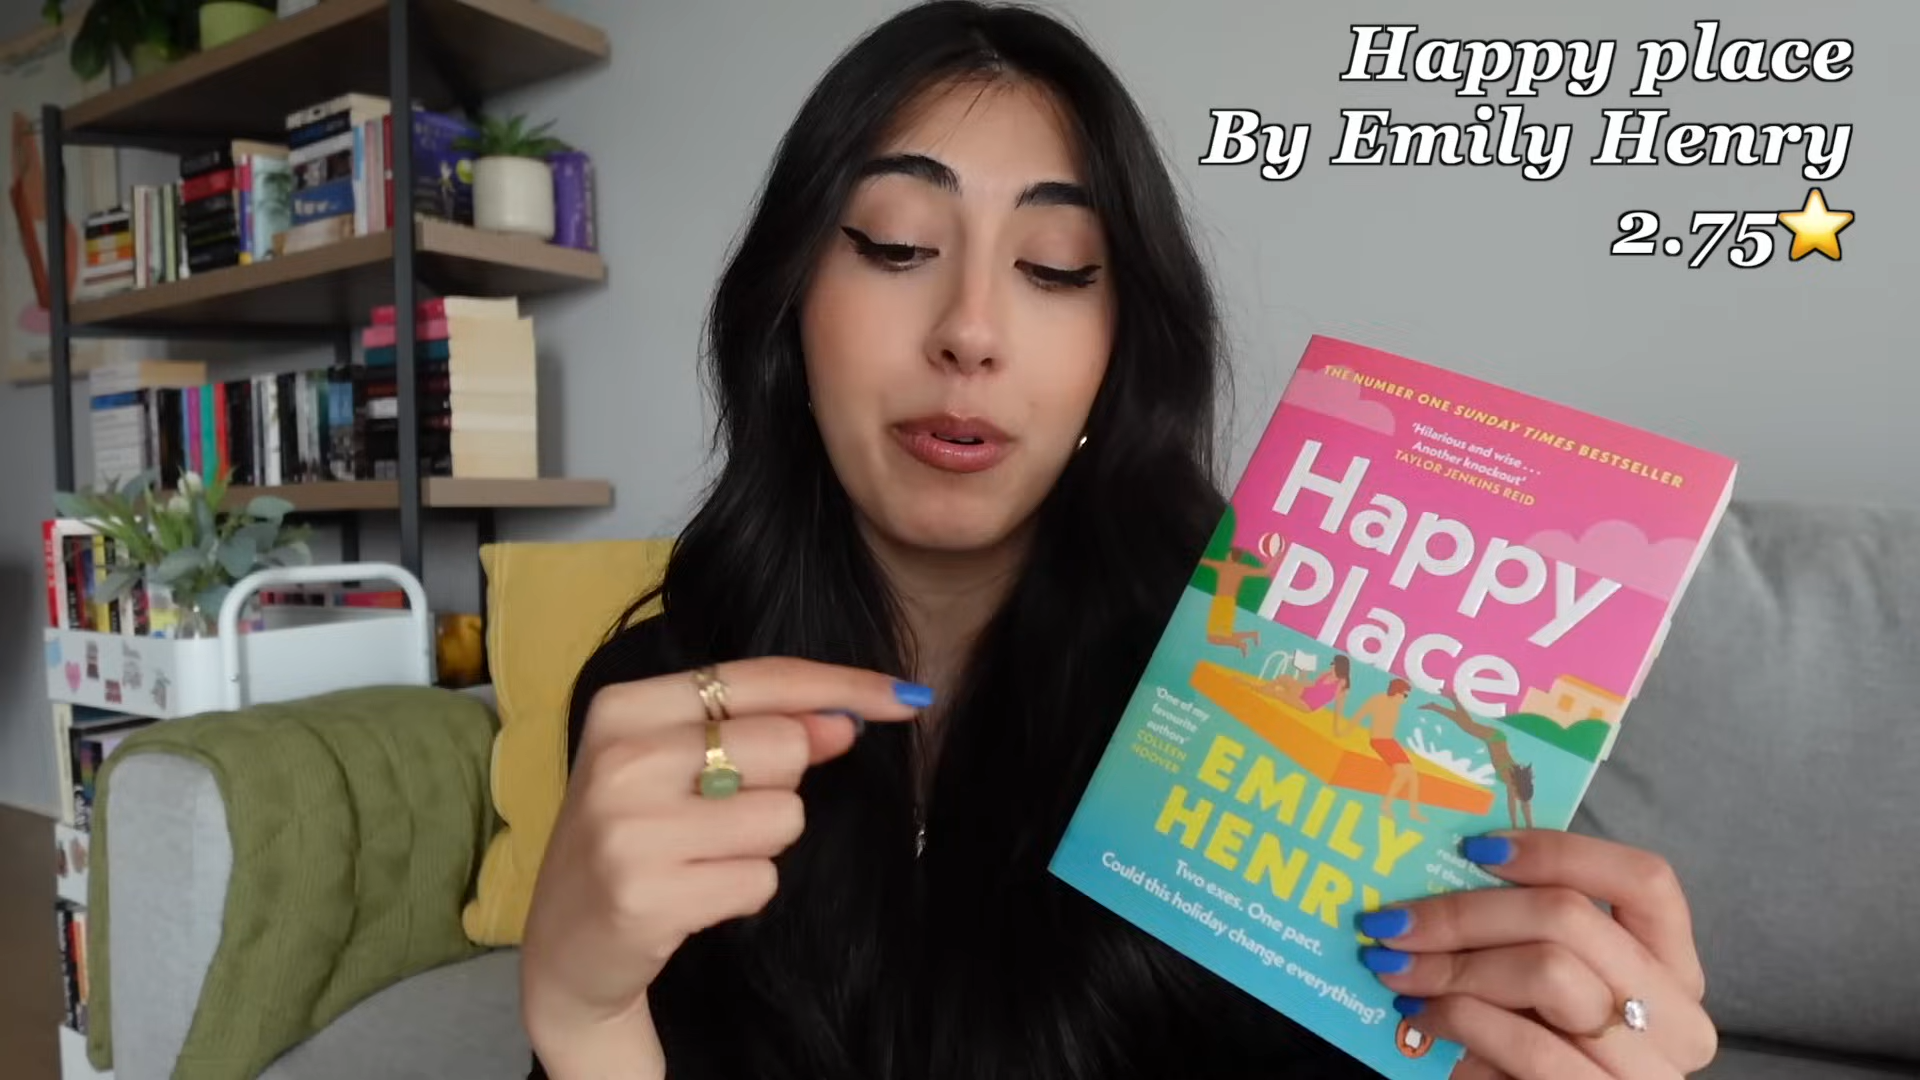 Happy place
By Emily Henry
2.75
THE NUMBER ONE SUNDAY TIMES BESTSELLER
'Hilarious and wise...
Another knockout'
TAYLOR JENKINS REID
Happy
Place
'One of my
favourite
authors'
COLLEEN
HOOVER
EMILY
HENRY
of the
Two exes. One pact.
Could this holiday change everything?